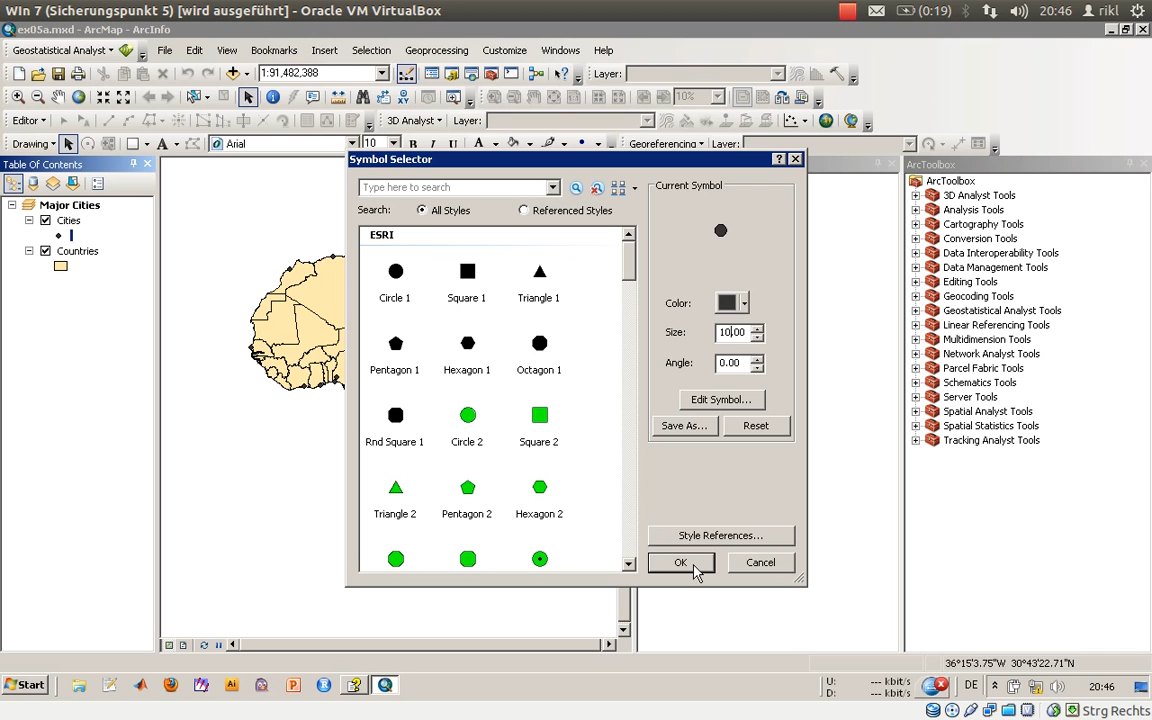 WIn 7 (Sicherungspunkt 5) [wird ausgeführt] - Oracle VM VirtualBox
(0:19) 20:46 rikl
ex05a.mxd - ArcMap - ArcInfo
Geostatistical Analyst File Edit View Bookmarks Insert Selection Geoprocessing Customize Windows Help
1:91,482,388 Layer:
10%
Editor 3D Analyst Layer:
Drawing A Arial 10 B I U A Georeferencing Layer:
Table Of Contents
Major Cities
Cities
Countries
Symbol Selector
Type here to search
Search: All Styles Referenced Styles
ESRI
Circle 1 Square 1 Triangle 1
Pentagon 1 Hexagon 1 Octagon 1
Rnd Square 1 Circle 2 Square 2
Triangle 2 Pentagon 2 Hexagon 2
Current Symbol
Color:
Size: 10.00
Angle: 0.00
Edit Symbol...
Save As... Reset
Style References...
OK Cancel
ArcToolbox
ArcToolbox
3D Analyst Tools
Analysis Tools
Cartography Tools
Conversion Tools
Data Interoperability Tools
Data Management Tools
Editing Tools
Geocoding Tools
Geostatistical Analyst Tools
Linear Referencing Tools
Multidimension Tools
Network Analyst Tools
Parcel Fabric Tools
Schematics Tools
Server Tools
Spatial Analyst Tools
Spatial Statistics Tools
Tracking Analyst Tools
36°15'3.75"W 30°43'22.71"N
Start
U: --- kbit/s
D: --- kbit/s
DE
20:46
Strg Rechts